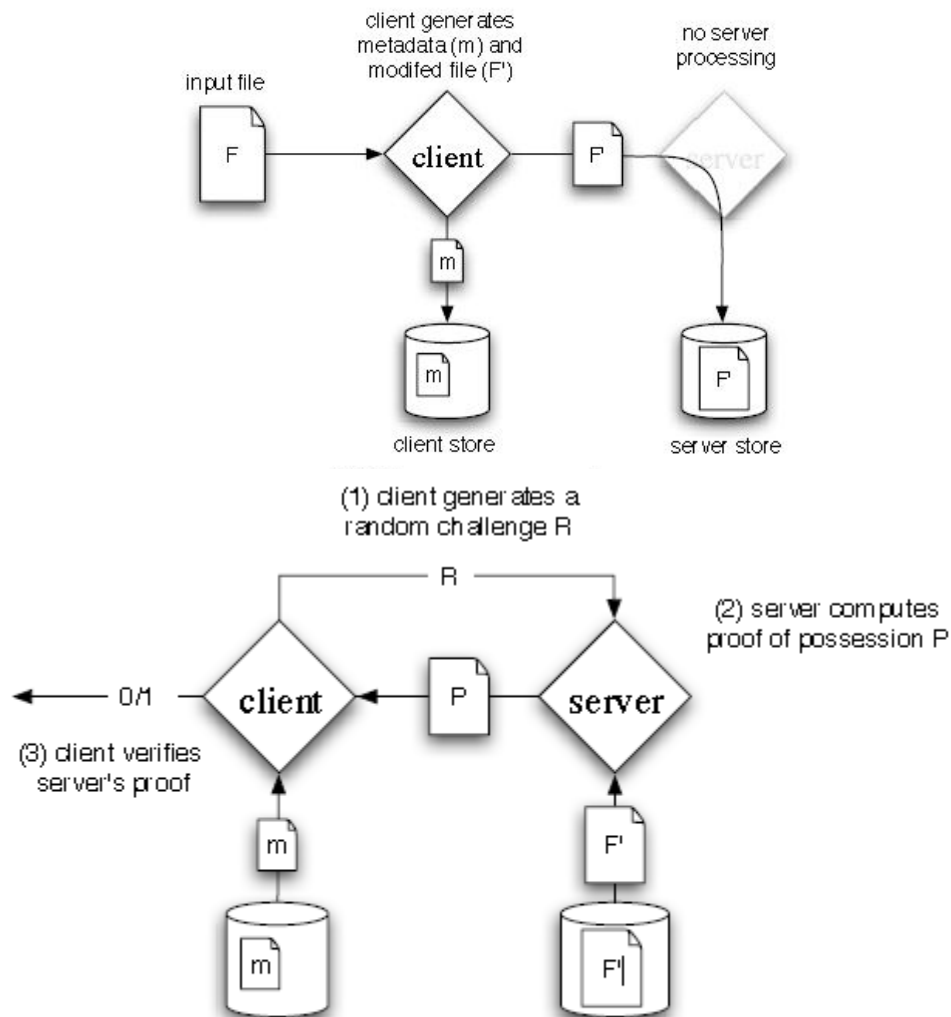 client generates
metadata (m) and
modifed file (F')
no server
processing
input file
F
client
F'
server
m
m
F'
client store
server store
(1) client generates a
random challenge R
R
(2) server computes
proof of possession P
0/1
client
P
server
(3) client verifies
server's proof
m
F'
m
F'